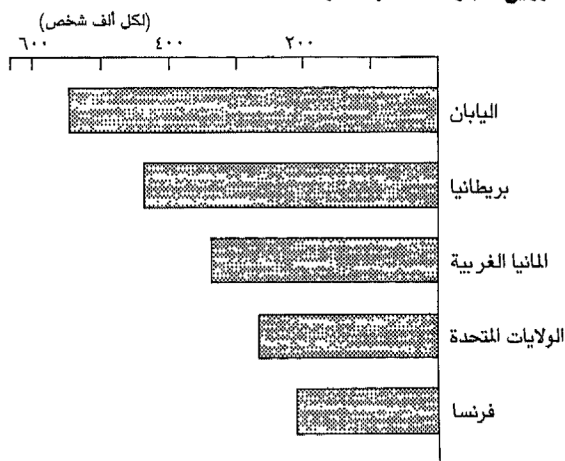 (لكل ألف شخص)
٦٠٠ ٤٠٠ ٢٠٠
اليابان
بريطانيا
المانيا الغربية
الولايات المتحدة
فرنسا